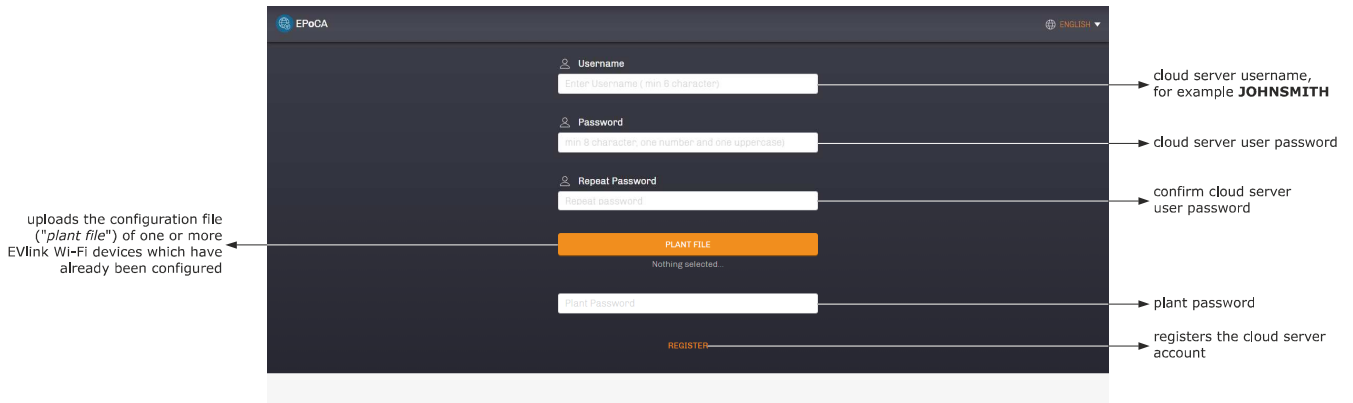 EPoCA
ENGLISH
Username
Enter Username ( min 8 character)
cloud server username,
for example JOHNSMITH
Password
min 8 character, one number and one uppercase)
cloud server user password
Repeat Password
Repeat password
confirm cloud server
user password
uploads the configuration file
("plant file") of one or more
EVlink Wi-Fi devices which have
already been configured
PLANT FILE
Nothing selected...
Plant Password
plant password
REGISTER
registers the cloud server
account